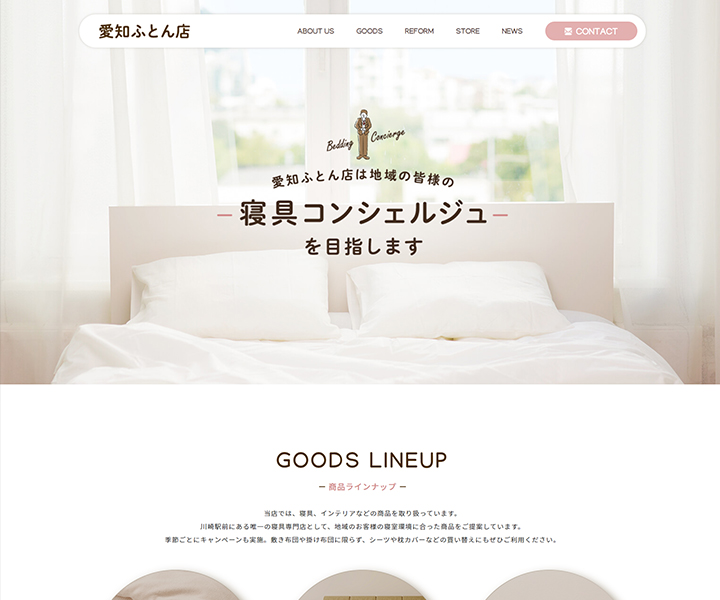 愛知ふとん店
ABOUT US
GOODS
REFORM
STORE
NEWS
CONTACT
Bedding Concierge
愛知ふとん店は地域の皆様の
寝具コンシェルジュ
を目指します
GOODS LINEUP
商品ラインナップ
当店では、寝具、インテリアなどの商品を取り扱っています。
川崎駅前にある唯一の寝具専門店として、地域のお客様の寝室環境に合った商品をご提案しています。
季節ごとにキャンペーンも実施。敷き布団や掛け布団に限らず、シーツや枕カバーなどの買い替えにもぜひご利用ください。